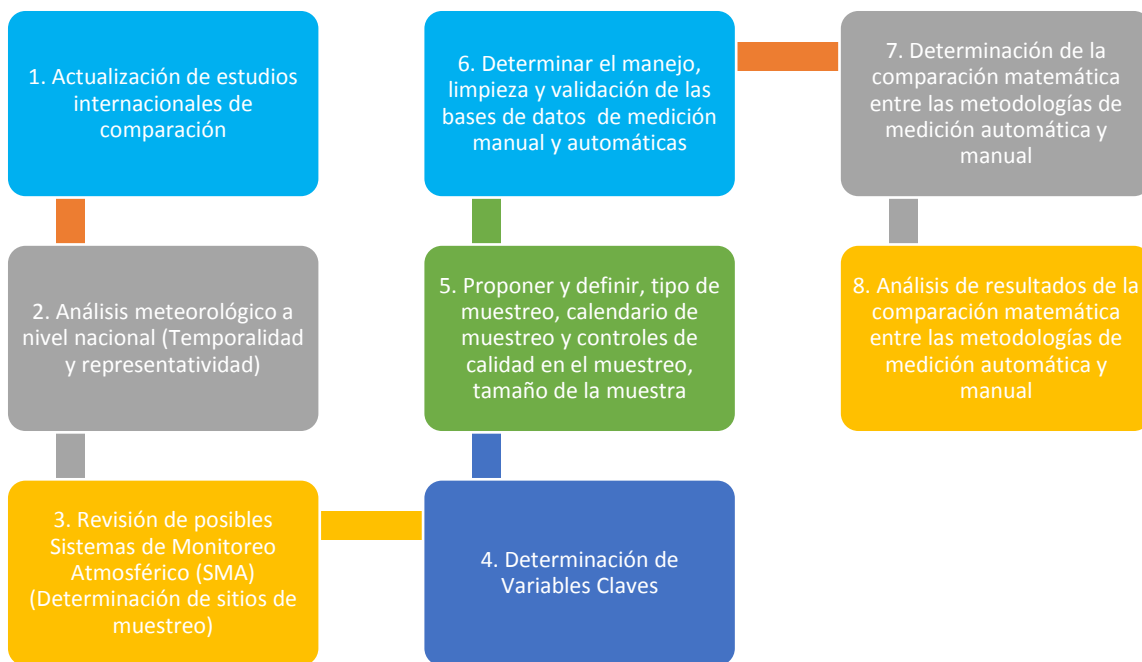 1. Actualización de estudios
internacionales de
comparación
2. Análisis meteorológico a
nivel nacional (Temporalidad
y representatividad)
3. Revisión de posibles
Sistemas de Monitoreo
Atmosférico (SMA)
(Determinación de sitios de
muestreo)
4. Determinación de
Variables Claves
5. Proponer y definir, tipo de
muestreo, calendario de
muestreo y controles de
calidad en el muestreo,
tamaño de la muestra
6. Determinar el manejo,
limpieza y validación de las
bases de datos de medición
manual y automáticas
7. Determinación de la
comparación matemática
entre las metodologías de
medición automática y
manual
8. Análisis de resultados de la
comparación matemática
entre las metodologías de
medición automática y
manual